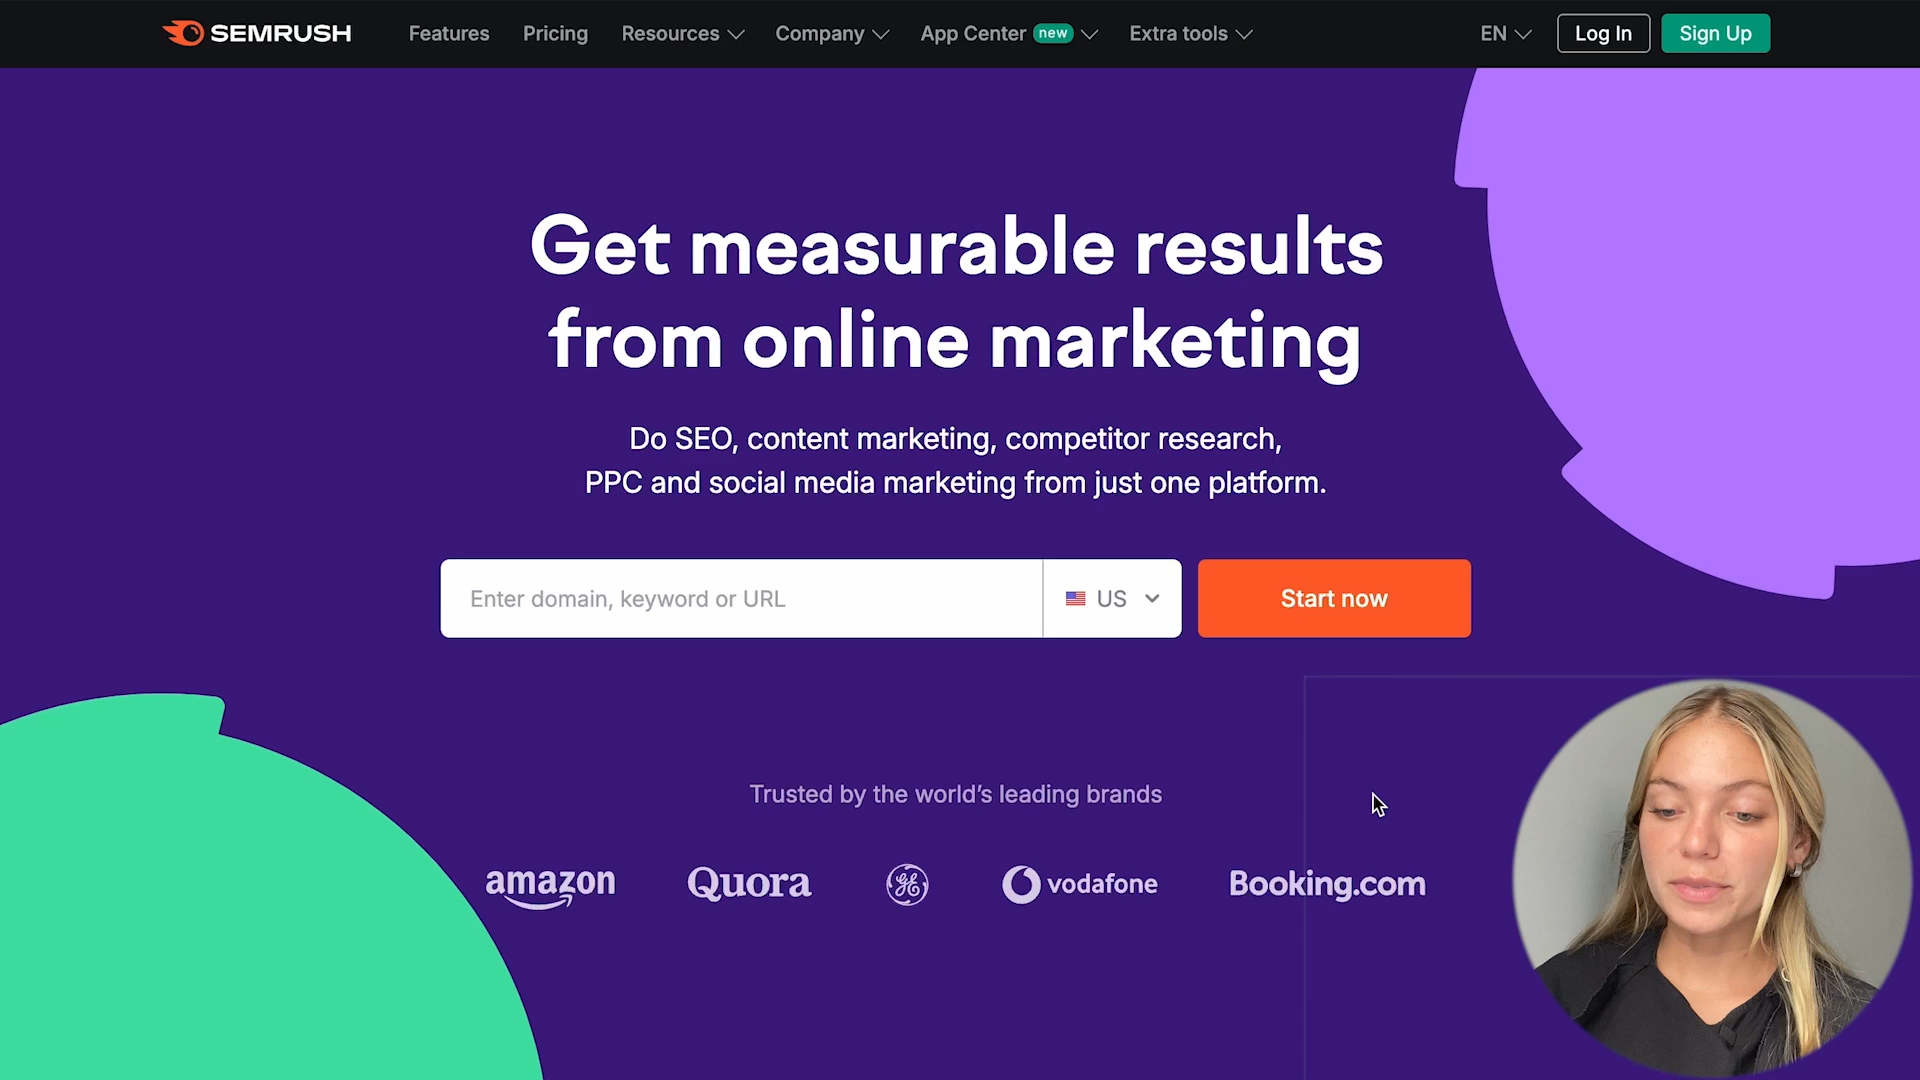 SEMRUSH Features Pricing Resources Company App Center new Extra tools EN Log In Sign Up
Get measurable results
from online marketing
Do SEO, content marketing, competitor research,
PPC and social media marketing from just one platform.
Enter domain, keyword or URL US Start now
Trusted by the world's leading brands
amazon Quora GE vodafone Booking.com